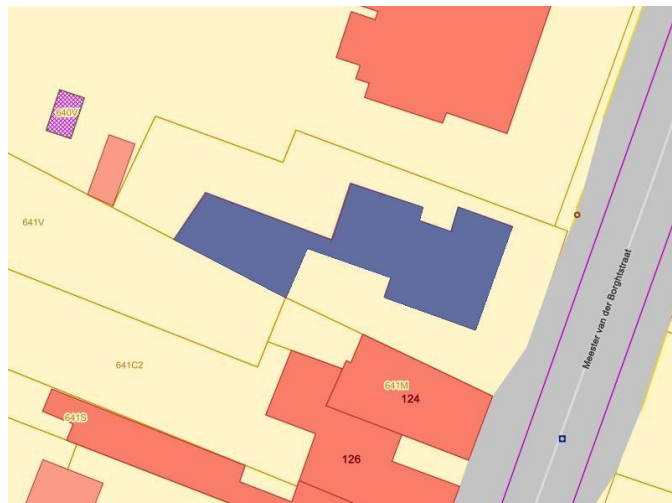 640V
641V
Meester van der Borghtstraat
641C2
641M
124
641S
126